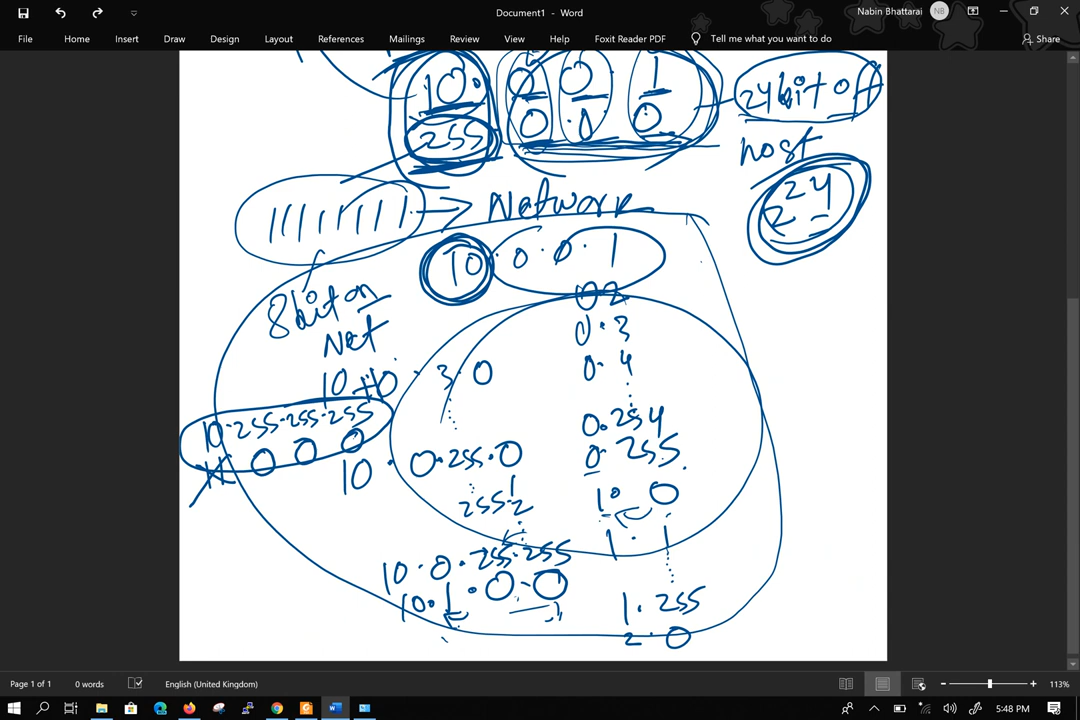 Document1 - Word
Nabin Bhattarai
NB
File Home Insert Draw Design Layout References Mailings Review View Help Foxit Reader PDF Tell me what you want to do Share
10. 0 0 1
255 0 . 0 . 0
24 bit off
host
2 24
11111111 → Network
10 . 0 . 0 . 1
8 bit on
Net
0 2
0 . 3
0 . 4
10 . 3 . 0
0.254
0.255
10.255.255.255
11 0 0 0
10 . 0.255.0
255.
1 0
1 . 1
10.0.255.255
10.1.0.0
1.255
2.0
Page 1 of 1 0 words English (United Kingdom) 113%
5:48 PM